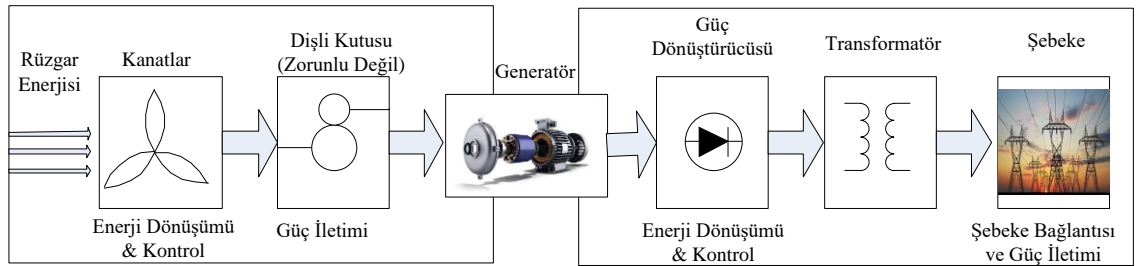 Rüzgar
Enerjisi
Kanatlar
Dişli Kutusu
(Zorunlu Değil)
Generatör
Güç
Dönüştürücüsü
Transformatör
Şebeke
Enerji Dönüşümü
& Kontrol
Güç İletimi
Enerji Dönüşümü
& Kontrol
Şebeke Bağlantısı
ve Güç İletimi